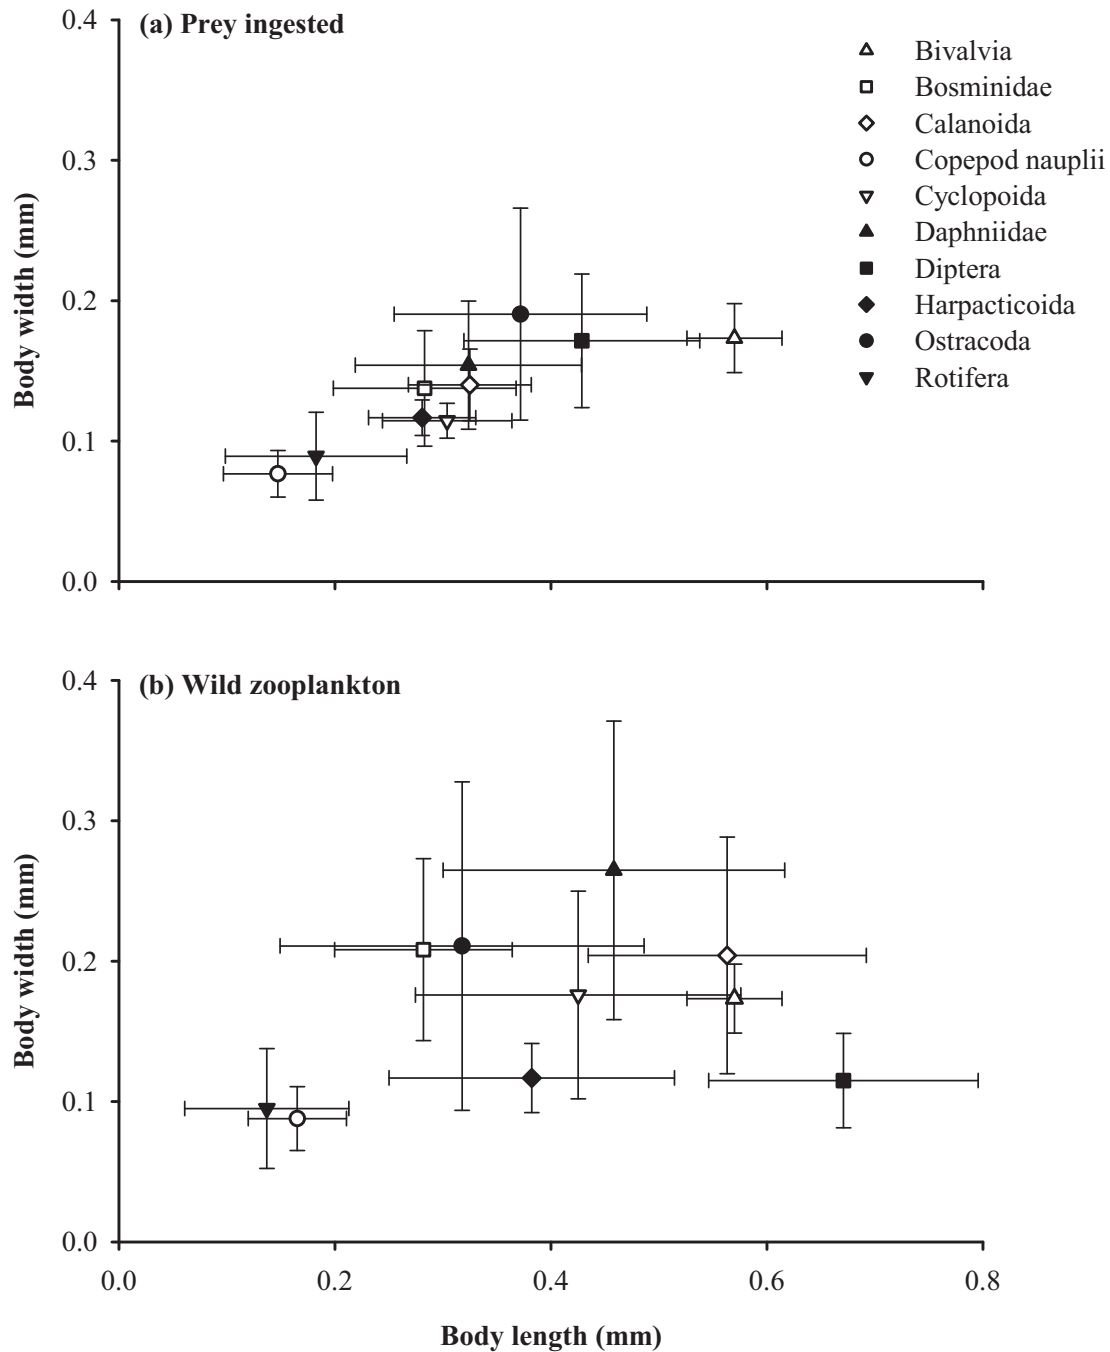 (a) Prey ingested
0.4
0.3
0.2
0.1
0.0
Body width (mm)
Bivalvia
Bosminidae
Calanoida
Copepod nauplii
Cyclopoida
Daphniidae
Diptera
Harpacticoida
Ostracoda
Rotifera
(b) Wild zooplankton
0.4
0.3
0.2
0.1
0.0
Body width (mm)
0.0 0.2 0.4 0.6 0.8
Body length (mm)